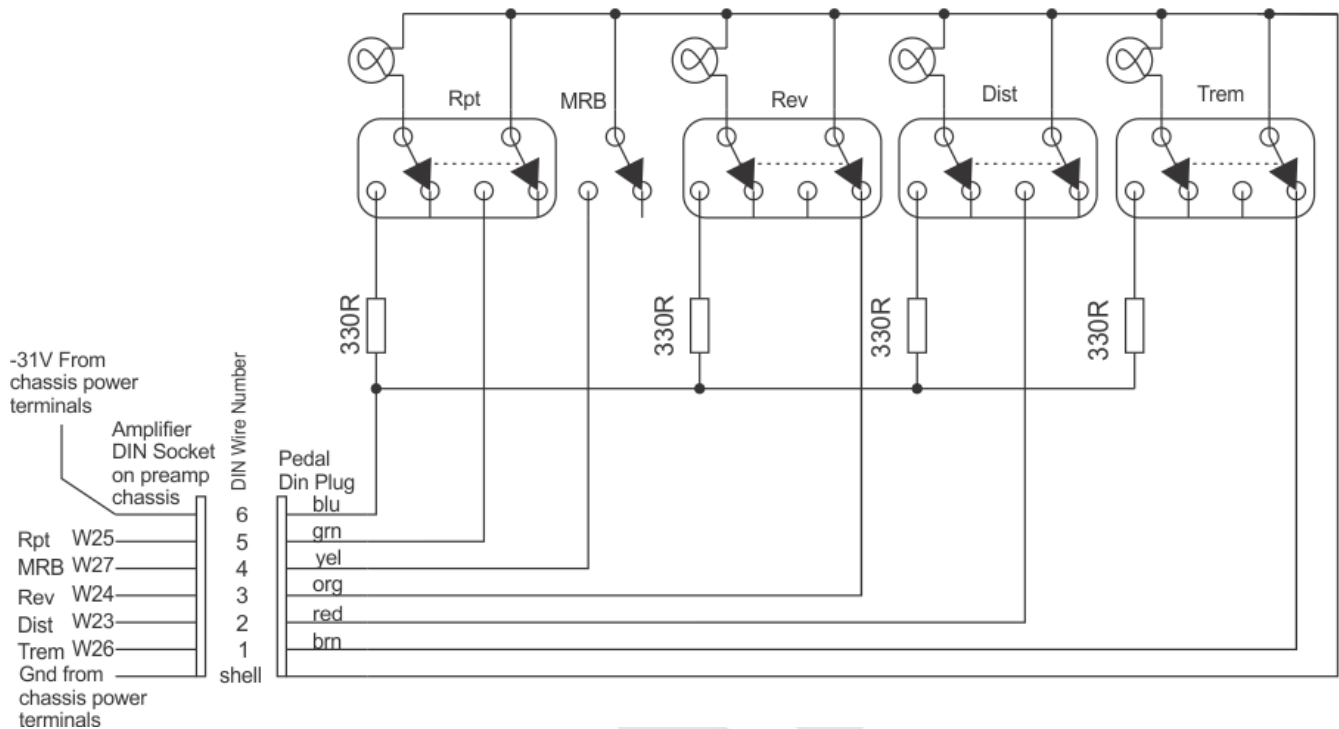 Rpt
MRB
Rev
Dist
Trem
330R
330R
330R
330R
-31V From
chassis power
terminals
Amplifier
DIN Socket
on preamp
chassis
DIN Wire Number
Pedal
Din Plug
6
blu
Rpt W25
5
grn
MRB W27
4
yel
Rev W24
3
org
Dist W23
2
red
Trem W26
1
brn
Gnd from
chassis power
terminals
shell